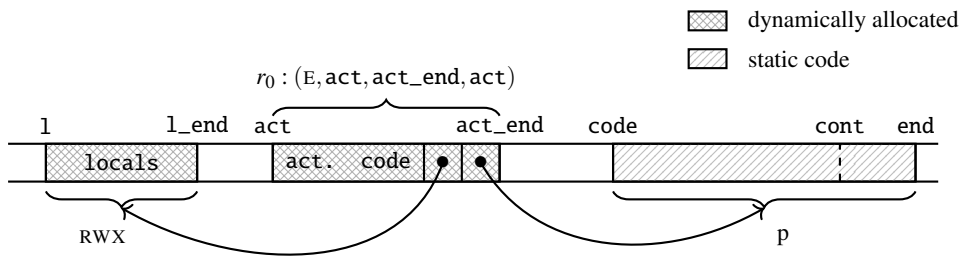 dynamically allocated
static code
r₀ : (E, act, act_end, act)
l l_end act act_end code cont end
locals act. code
RWX p